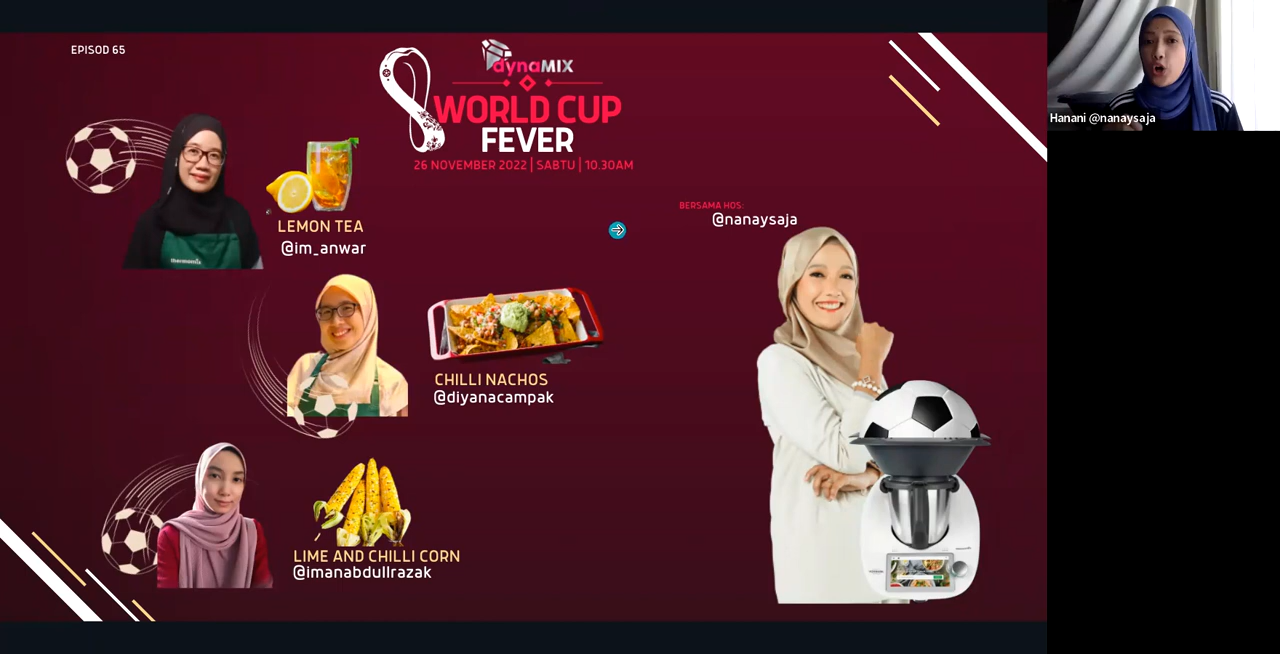 EPISOD 65
dynaMIX
WORLD CUP
FEVER
26 NOVEMBER 2022 | SABTU | 10.30AM
Hanani @nanaysaja
BERSAMA HOS:
@nanaysaja
LEMON TEA
@im_anwar
thermomix
CHILLI NACHOS
@diyanacampak
LIME AND CHILLI CORN
@imanabdullrazak